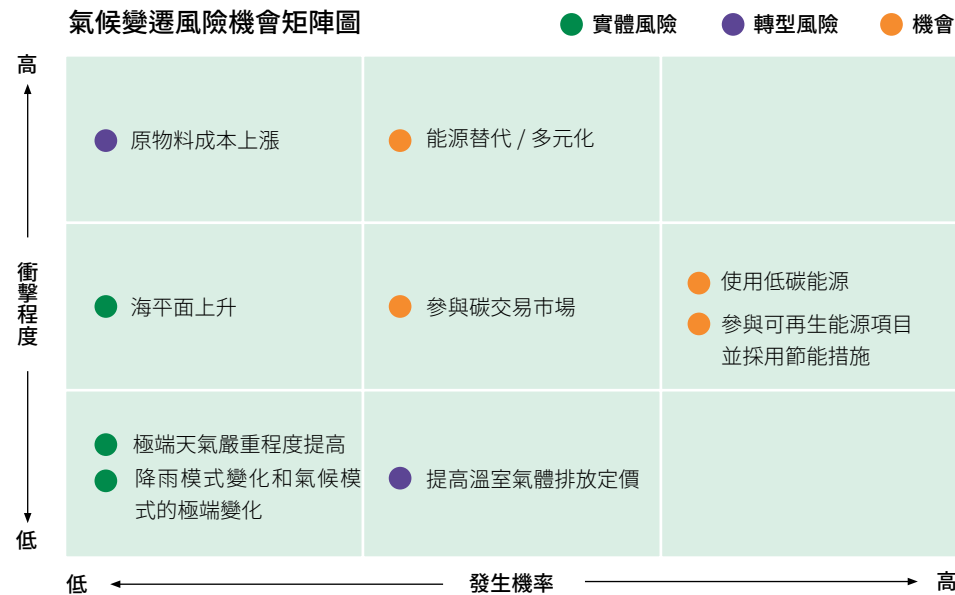 氣候變遷風險機會矩陣圖
實體風險
轉型風險
機會
高
原物料成本上漲
能源替代 / 多元化
衝擊程度
海平面上升
參與碳交易市場
使用低碳能源
參與可再生能源項目
並採用節能措施
極端天氣嚴重程度提高
降雨模式變化和氣候模
式的極端變化
提高溫室氣體排放定價
低
低
發生機率
高